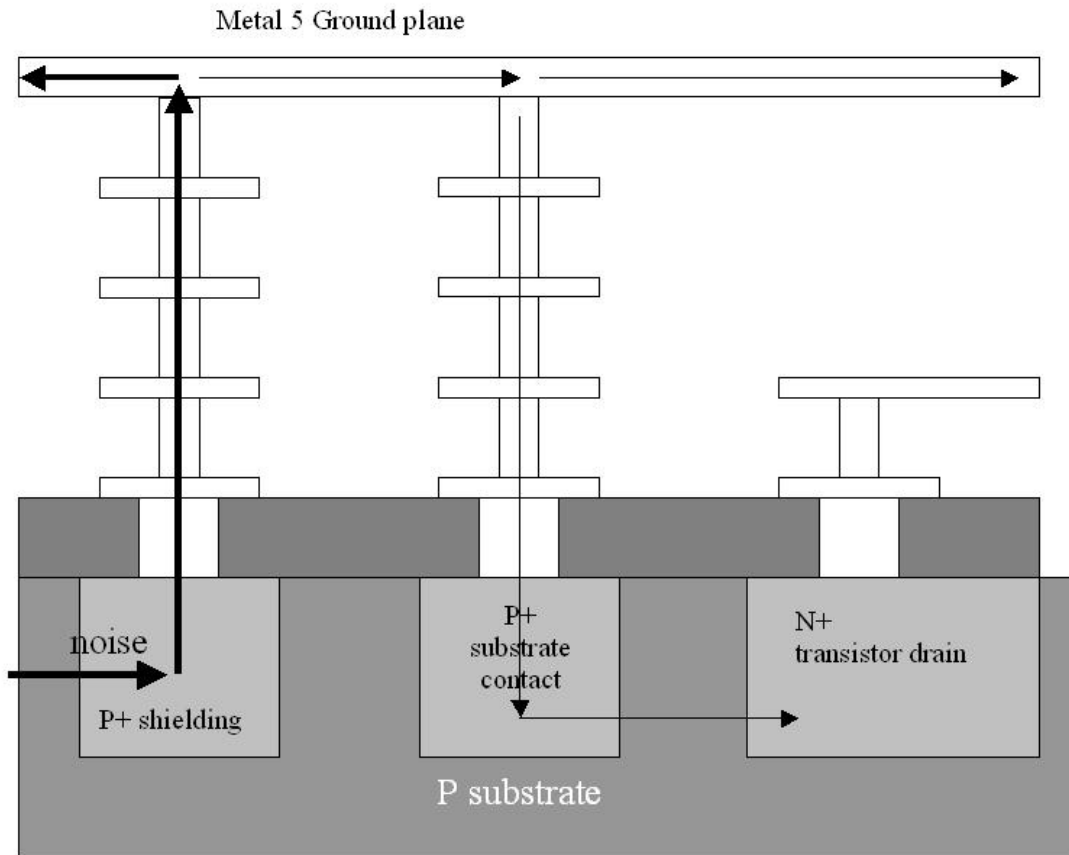 Metal 5 Ground plane
noise
P+ shielding
P+
substrate
contact
N+
transistor drain
P substrate